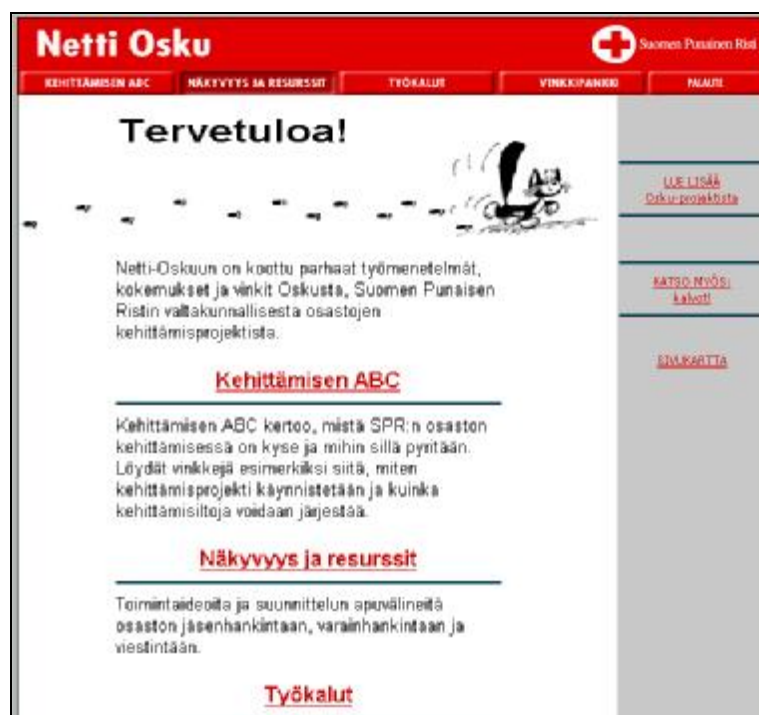 Netti Osku
Suomen Punainen Risti
KEHITTÄMISEN ABC
NÄKYVYYS JA RESURSSIT
TYÖKALUT
VINKKIPANKKI
PALAUTE
Tervetuloa!
LUE LISÄÄ
Osku-projektista
KATSO MYÖS:
kalvot!
SIVUKARTTA
Netti-Oskuun on koottu parhaat työmenetelmät,
kokemukset ja vinkit Oskusta, Suomen Punaisen
Ristin valtakunnallisesta osastojen
kehittämisprojektista.
Kehittämisen ABC
Kehittämisen ABC kertoo, mistä SPR:n osaston
kehittämisessä on kyse ja mihin sillä pyritään.
Löydät vinkkejä esimerkiksi siitä, miten
kehittämisprojekti käynnistetään ja kuinka
kehittämisiltoja voidaan järjestää.
Näkyvyys ja resurssit
Toimintaideoita ja suunnittelun apuvälineitä
osaston jäsenhankintaan, varainhankintaan ja
viestintään.
Työkalut